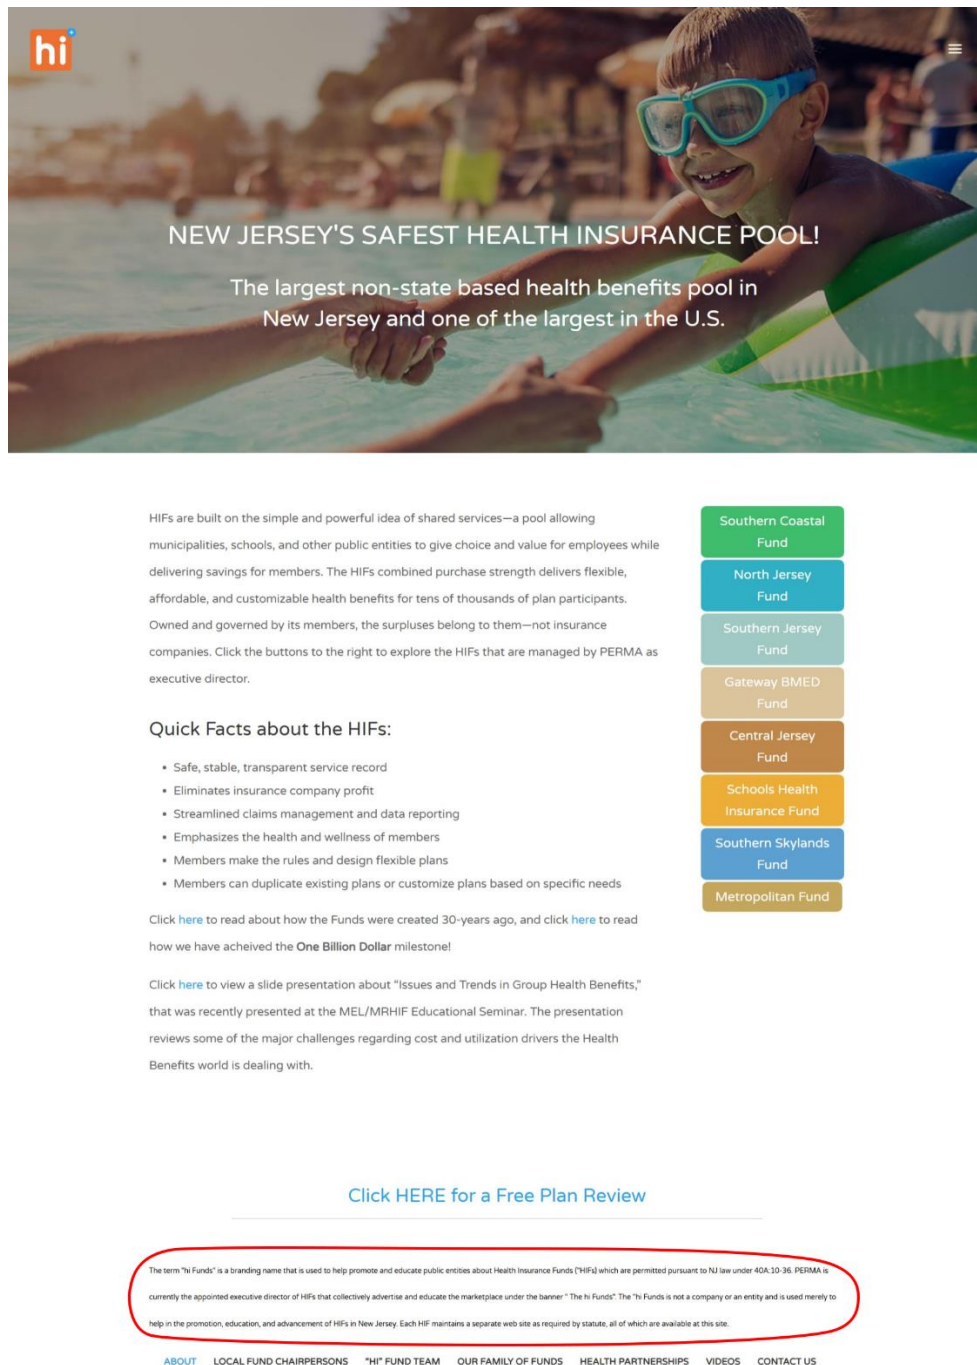 hi
NEW JERSEY'S SAFEST HEALTH INSURANCE POOL!
The largest non-state based health benefits pool in
New Jersey and one of the largest in the U.S.
HIFs are built on the simple and powerful idea of shared services—a pool allowing
municipalities, schools, and other public entities to give choice and value for employees while
delivering savings for members. The HIFs combined purchase strength delivers flexible,
affordable, and customizable health benefits for tens of thousands of plan participants.
Owned and governed by its members, the surpluses belong to them—not insurance
companies. Click the buttons to the right to explore the HIFs that are managed by PERMA as
executive director.
Quick Facts about the HIFs:
• Safe, stable, transparent service record
• Eliminates insurance company profit
• Streamlined claims management and data reporting
• Emphasizes the health and wellness of members
• Members make the rules and design flexible plans
• Members can duplicate existing plans or customize plans based on specific needs
Click here to read about how the Funds were created 30-years ago, and click here to read
how we have acheived the One Billion Dollar milestone!
Click here to view a slide presentation about "Issues and Trends in Group Health Benefits,"
that was recently presented at the MEL/MRHIF Educational Seminar. The presentation
reviews some of the major challenges regarding cost and utilization drivers the Health
Benefits world is dealing with.
Southern Coastal
Fund
North Jersey
Fund
Southern Jersey
Fund
Gateway BMED
Fund
Central Jersey
Fund
Schools Health
Insurance Fund
Southern Skylands
Fund
Metropolitan Fund
Click HERE for a Free Plan Review
The term "hi Funds" is a branding name that is used to help promote and educate public entities about Health Insurance Funds ("HIFs) which are permitted pursuant to NJ law under 40A:10-36. PERMA is
currently the appointed executive director of HIFs that collectively advertise and educate the marketplace under the banner " The hi Funds". The "hi Funds is not a company or an entity and is used merely to
help in the promotion, education, and advancement of HIFs in New Jersey. Each HIF maintains a separate web site as required by statute, all of which are available at this site.
ABOUT LOCAL FUND CHAIRPERSONS "HI" FUND TEAM OUR FAMILY OF FUNDS HEALTH PARTNERSHIPS VIDEOS CONTACT US